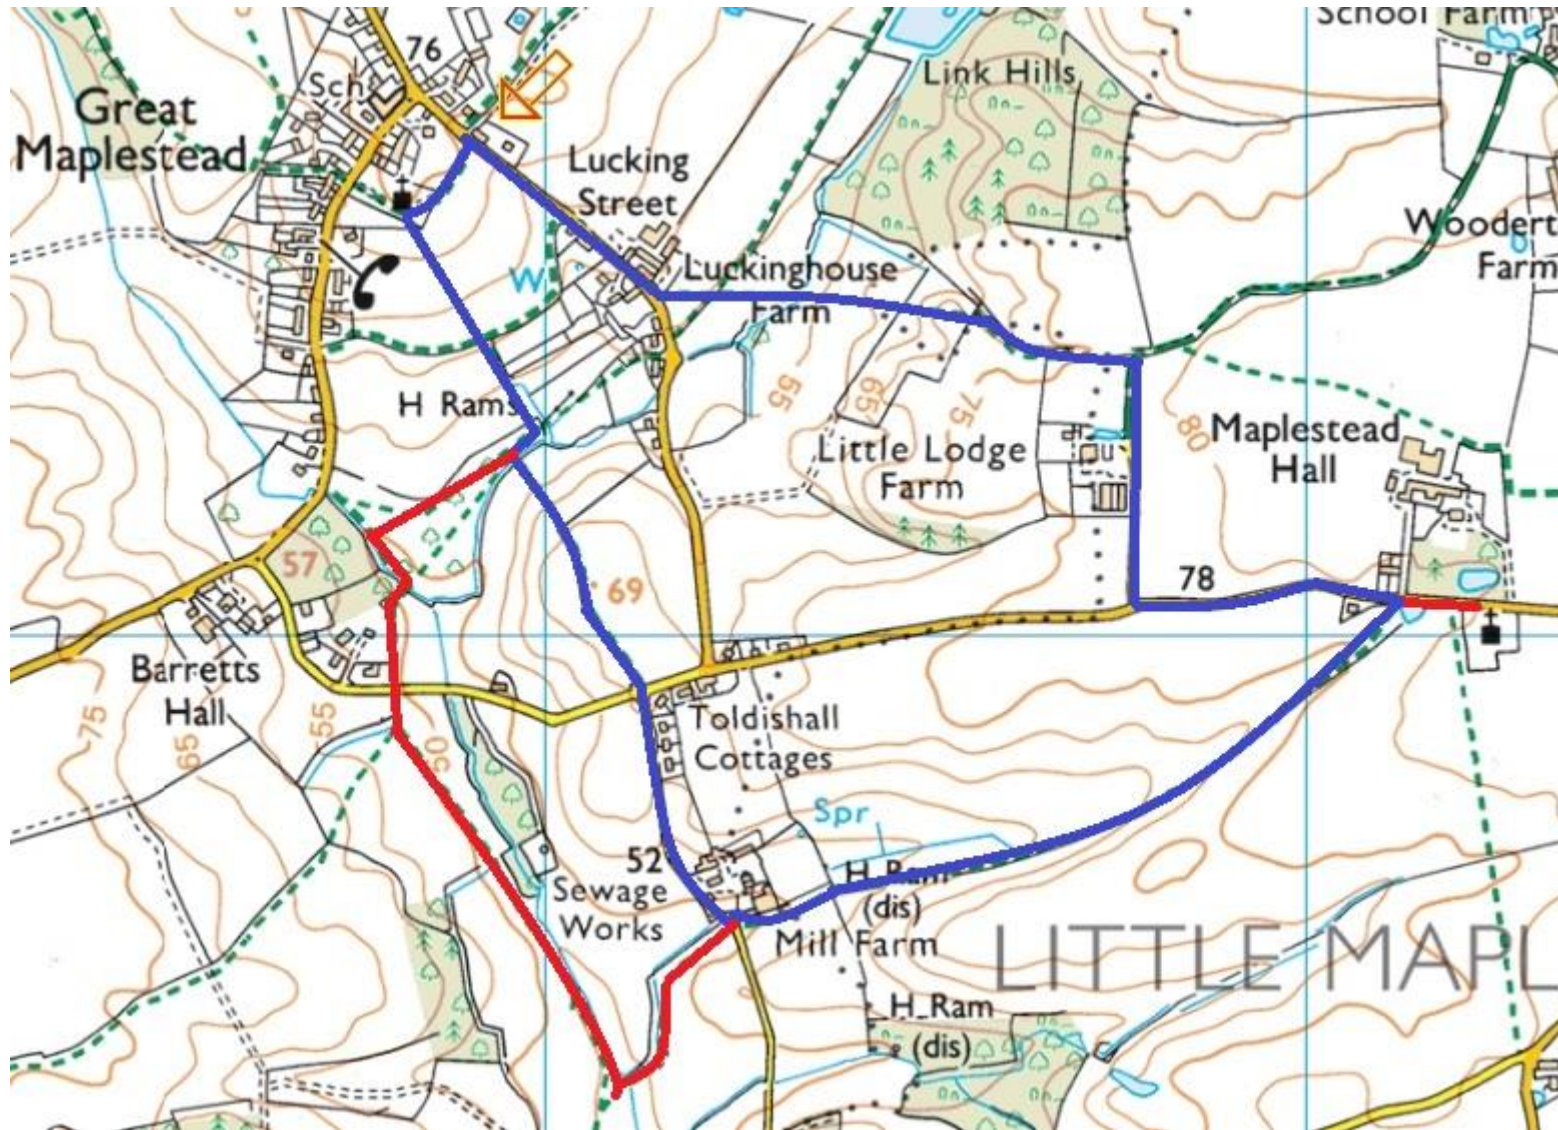 School Farm
76
Link Hills
Sch
Great
Maplestead
Lucking
Street
Woodert
Farm
W
Luckinghouse
Farm
55
65
75
80
H Rams
Maplestead
Hall
Little Lodge
Farm
57
69
78
Barretts
Hall
75
65
55
50
Toldishall
Cottages
Spr
52
Sewage
Works
H Ram
(dis)
Mill Farm
LITTLE MAPL
H Ram
(dis)